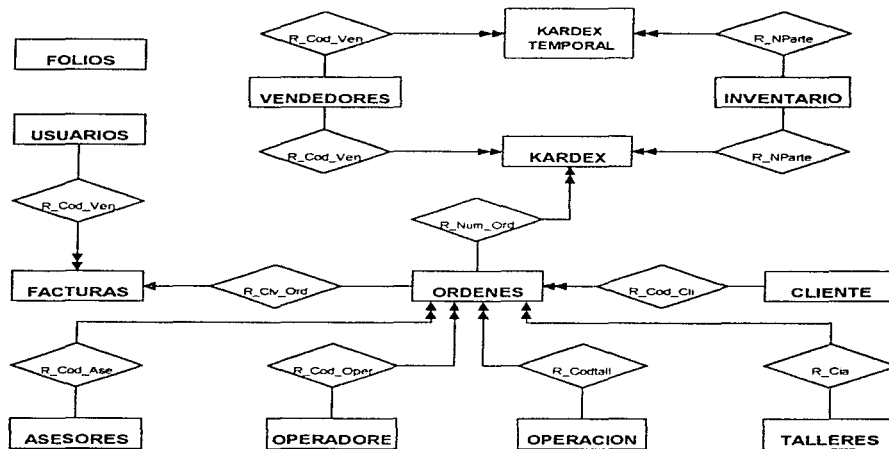 R_Cod_Ven
KARDEX
TEMPORAL
R_NParte
FOLIOS
VENDEDORES
INVENTARIO
USUARIOS
R_Cod_Ven
KARDEX
R_NParte
R_Cod_Ven
R_Num_Ord
FACTURAS
R_Clv_Ord
ORDENES
R_Cod_Cli
CLIENTE
R_Cod_Ase
R_Cod_Oper
R_Codtall
R_Cia
ASESORES
OPERADORE
OPERACION
TALLERES